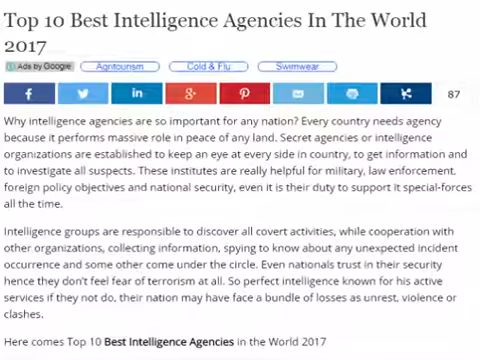 Top 10 Best Intelligence Agencies In The World
2017
Ads by Google
Agritourism
Cold & Flu
Swimwear
87
Why intelligence agencies are so important for any nation? Every country needs agency
because it performs massive role in peace of any land. Secret agencies or intelligence
organizations are established to keep an eye at every side in country, to get information and
to investigate all suspects. These institutes are really helpful for military, law enforcement,
foreign policy objectives and national security, even it is their duty to support it special-forces
all the time.
Intelligence groups are responsible to discover all covert activities, while cooperation with
other organizations, collecting information, spying to know about any unexpected incident
occurrence and some other come under the circle. Even nationals trust in their security
hence they don't feel fear of terrorism at all. So perfect intelligence known for his active
services if they not do, their nation may have face a bundle of losses as unrest, violence or
clashes.
Here comes Top 10 Best Intelligence Agencies in the World 2017